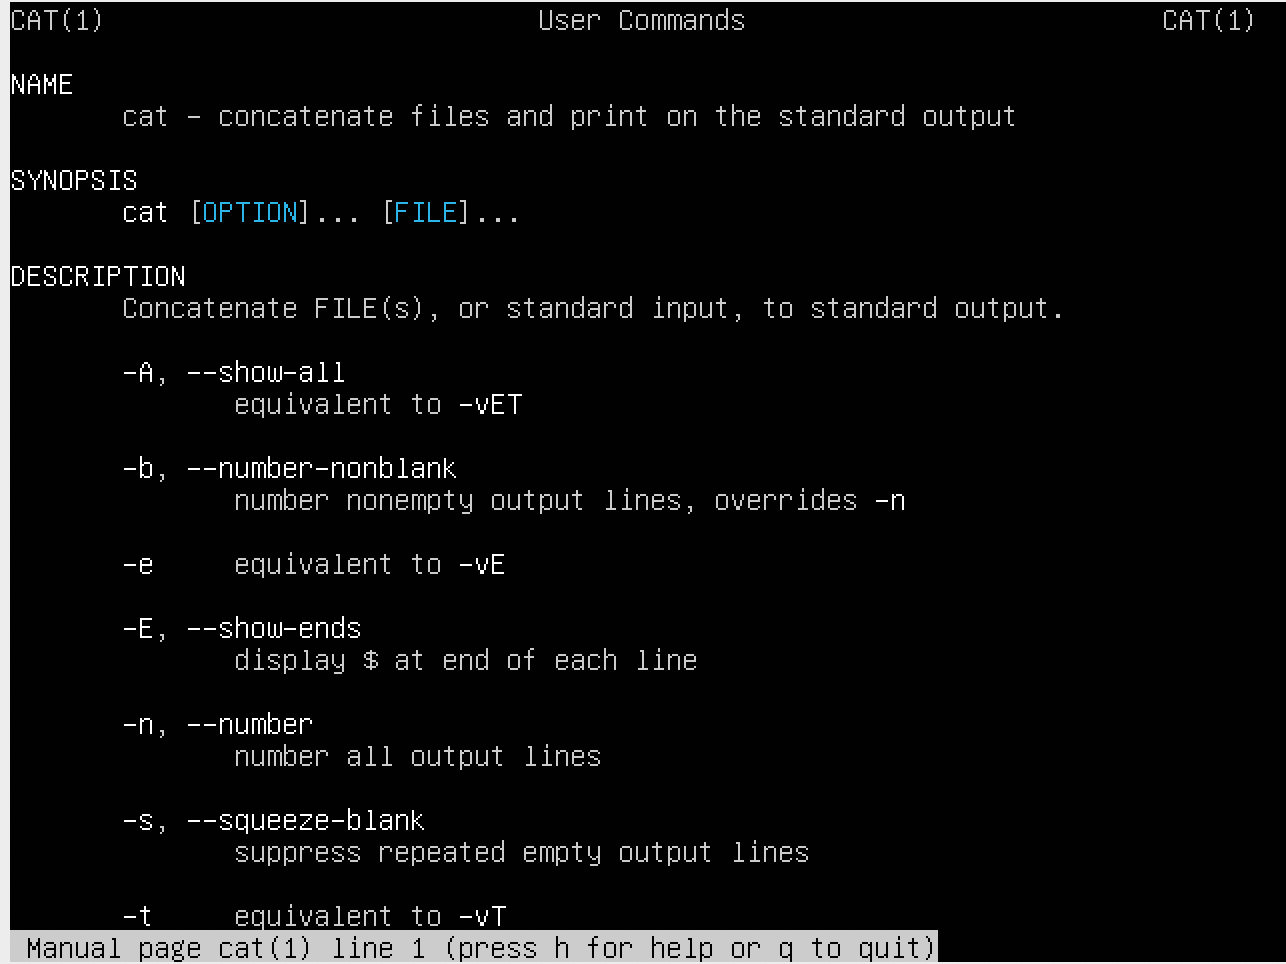 CAT(1) User Commands CAT(1)
NAME
cat - concatenate files and print on the standard output
SYNOPSIS
cat [OPTION]... [FILE]...
DESCRIPTION
Concatenate FILE(s), or standard input, to standard output.
-A, --show-all
equivalent to -vET
-b, --number-nonblank
number nonempty output lines, overrides -n
-e equivalent to -vE
-E, --show-ends
display $ at end of each line
-n, --number
number all output lines
-s, --squeeze-blank
suppress repeated empty output lines
-t equivalent to -vT
Manual page cat(1) line 1 (press h for help or q to quit)